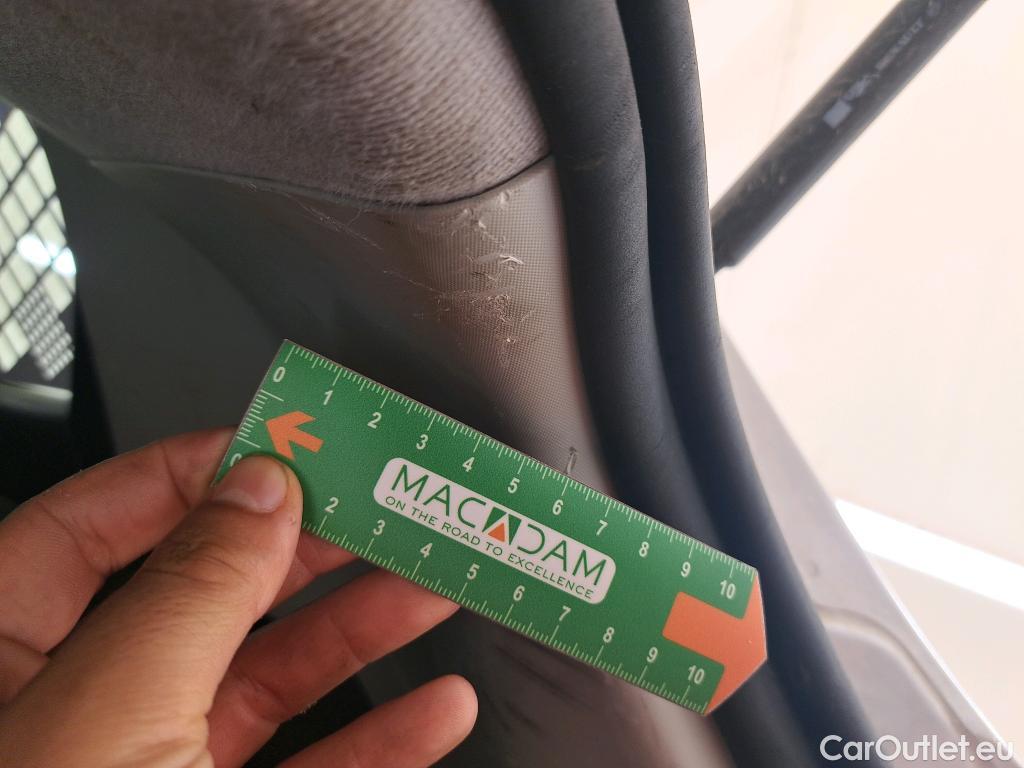 0 1 2 3 4 5 6 7 8 9 10
MACADAM
ON THE ROAD TO EXCELLENCE
2 3 4 5 6 7 8 9 10
CarOutlet.eu